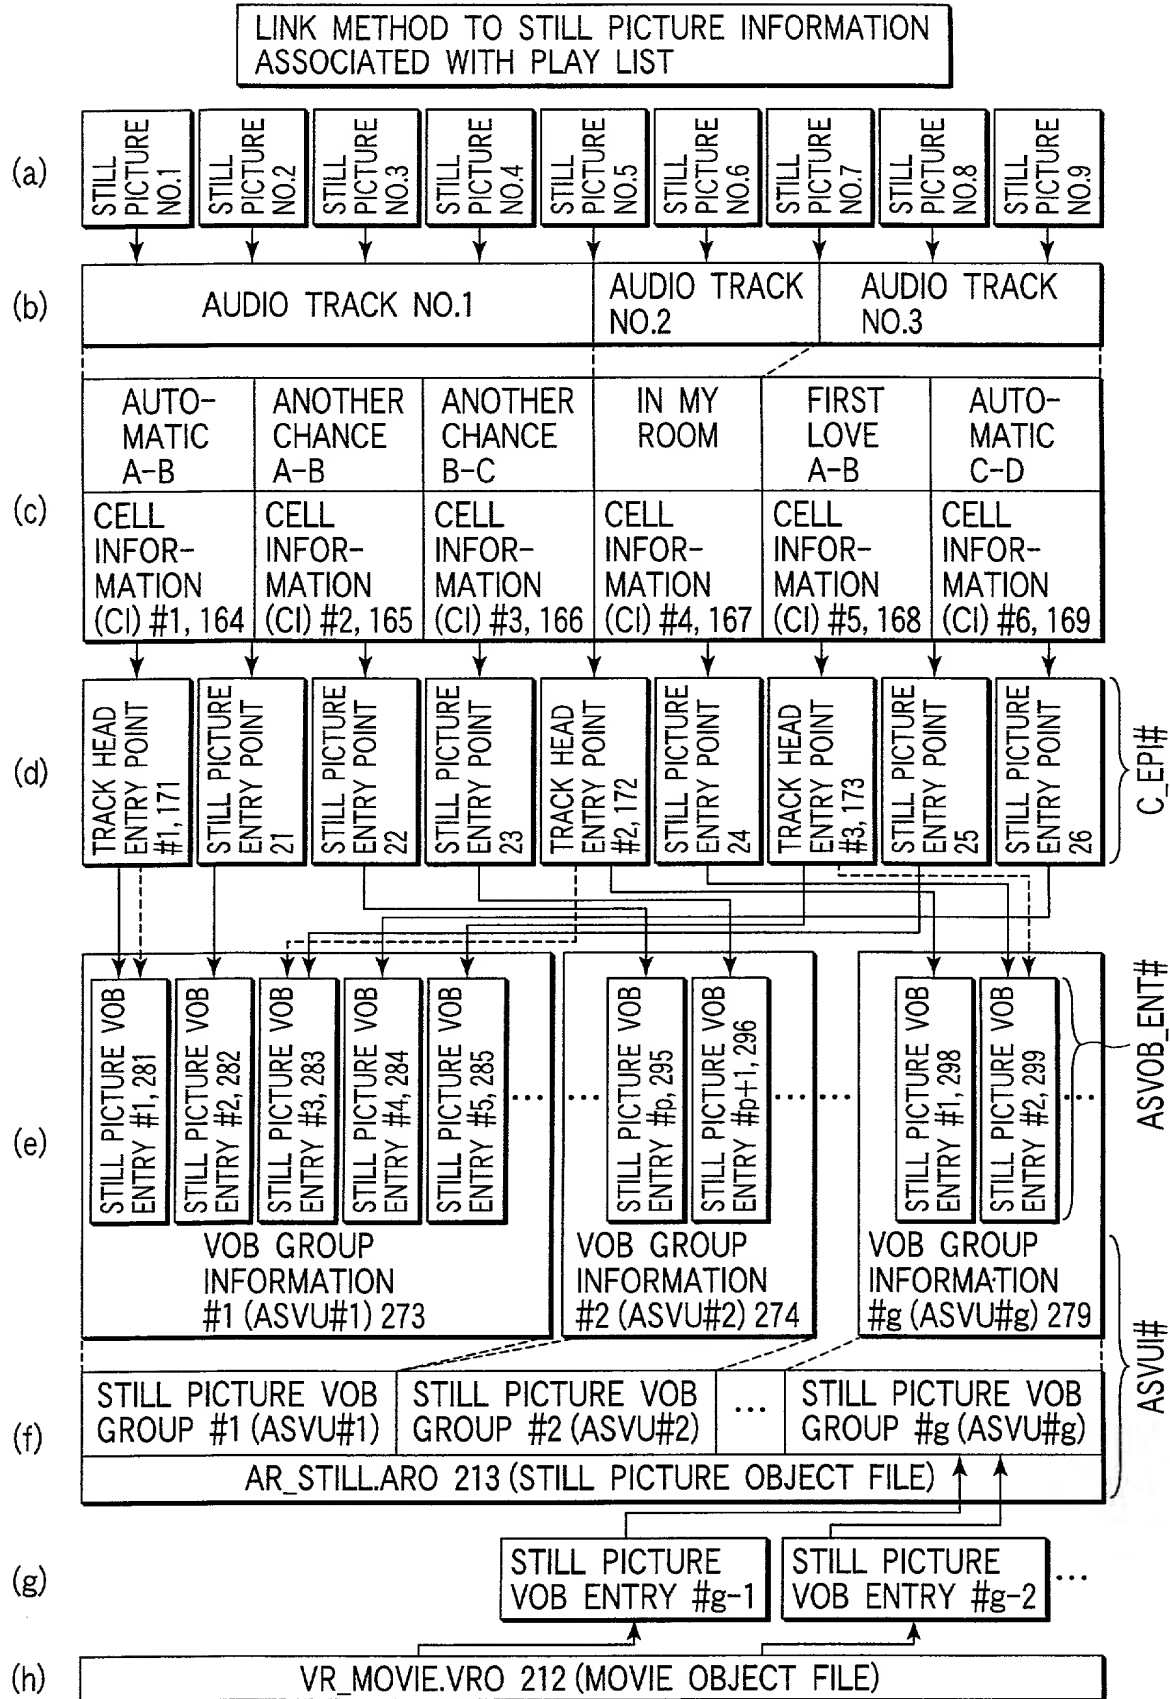 LINK METHOD TO STILL PICTURE INFORMATION
ASSOCIATED WITH PLAY LIST
(a)
STILL
PICTURE
NO.1
STILL
PICTURE
NO.2
STILL
PICTURE
NO.3
STILL
PICTURE
NO.4
STILL
PICTURE
NO.5
STILL
PICTURE
NO.6
STILL
PICTURE
NO.7
STILL
PICTURE
NO.8
STILL
PICTURE
NO.9
(b)
AUDIO TRACK NO.1
AUDIO TRACK
NO.2
AUDIO TRACK
NO.3
(c)
AUTO-
MATIC
A-B
ANOTHER
CHANCE
A-B
ANOTHER
CHANCE
B-C
IN MY
ROOM
FIRST
LOVE
A-B
AUTO-
MATIC
C-D
CELL
INFOR-
MATION
(CI) #1, 164
CELL
INFOR-
MATION
(CI) #2, 165
CELL
INFOR-
MATION
(CI) #3, 166
CELL
INFOR-
MATION
(CI) #4, 167
CELL
INFOR-
MATION
(CI) #5, 168
CELL
INFOR-
MATION
(CI) #6, 169
(d)
TRACK HEAD
ENTRY POINT
#1, 171
STILL PICTURE
ENTRY POINT
21
STILL PICTURE
ENTRY POINT
22
STILL PICTURE
ENTRY POINT
23
TRACK HEAD
ENTRY POINT
#2, 172
STILL PICTURE
ENTRY POINT
24
TRACK HEAD
ENTRY POINT
#3, 173
STILL PICTURE
ENTRY POINT
25
STILL PICTURE
ENTRY POINT
26
C_EPI#
(e)
STILL PICTURE VOB
ENTRY #1, 281
STILL PICTURE VOB
ENTRY #2, 282
STILL PICTURE VOB
ENTRY #3, 283
STILL PICTURE VOB
ENTRY #4, 284
STILL PICTURE VOB
ENTRY #5, 285
...
VOB GROUP
INFORMATION
#1 (ASVU#1) 273
...
STILL PICTURE VOB
ENTRY #p, 295
STILL PICTURE VOB
ENTRY #p+1, 296
...
VOB GROUP
INFORMATION
#2 (ASVU#2) 274
...
STILL PICTURE VOB
ENTRY #1, 298
STILL PICTURE VOB
ENTRY #2, 299
...
VOB GROUP
INFORMATION
#g (ASVU#g) 279
ASVOB_ENT#
(f)
STILL PICTURE VOB
GROUP #1 (ASVU#1)
STILL PICTURE VOB
GROUP #2 (ASVU#2)
...
STILL PICTURE VOB
GROUP #g (ASVU#g)
AR_STILL.ARO 213 (STILL PICTURE OBJECT FILE)
ASVUI#
(g)
STILL PICTURE
VOB ENTRY #g-1
STILL PICTURE
VOB ENTRY #g-2
...
(h)
VR_MOVIE.VRO 212 (MOVIE OBJECT FILE)